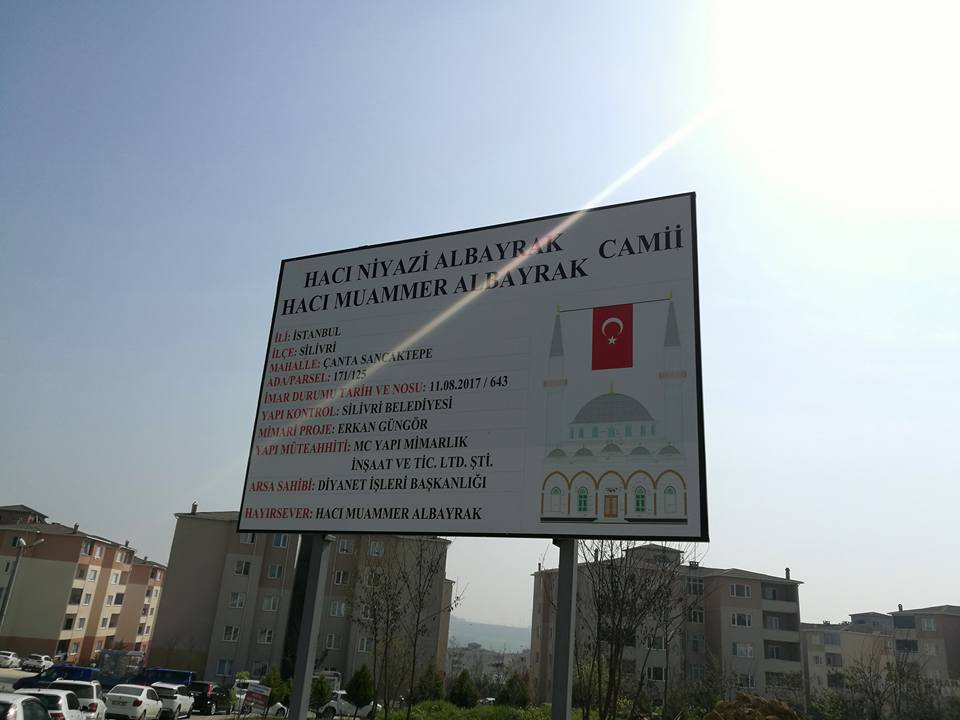 HACI NİYAZİ ALBAYRAK
HACI MUAMMER ALBAYRAK
CAMİİ
İLİ: İSTANBUL
İLÇE: SİLİVRİ
MAHALLE: ÇANTA SANCAKTEPE
ADA/PARSEL: 171/125
İMAR DURUMU TARİH VE NOSU: 11.08.2017 / 643
YAPI KONTROL: SİLİVRİ BELEDİYESİ
MİMARİ PROJE: ERKAN GÜNGÖR
YAPI MÜTEAHHİTİ: MC YAPI MİMARLIK
İNŞAAT VE TİC. LTD. ŞTİ.
ARSA SAHİBİ: DİYANET İŞLERİ BAŞKANLIĞI
HAYIRSEVER: HACI MUAMMER ALBAYRAK